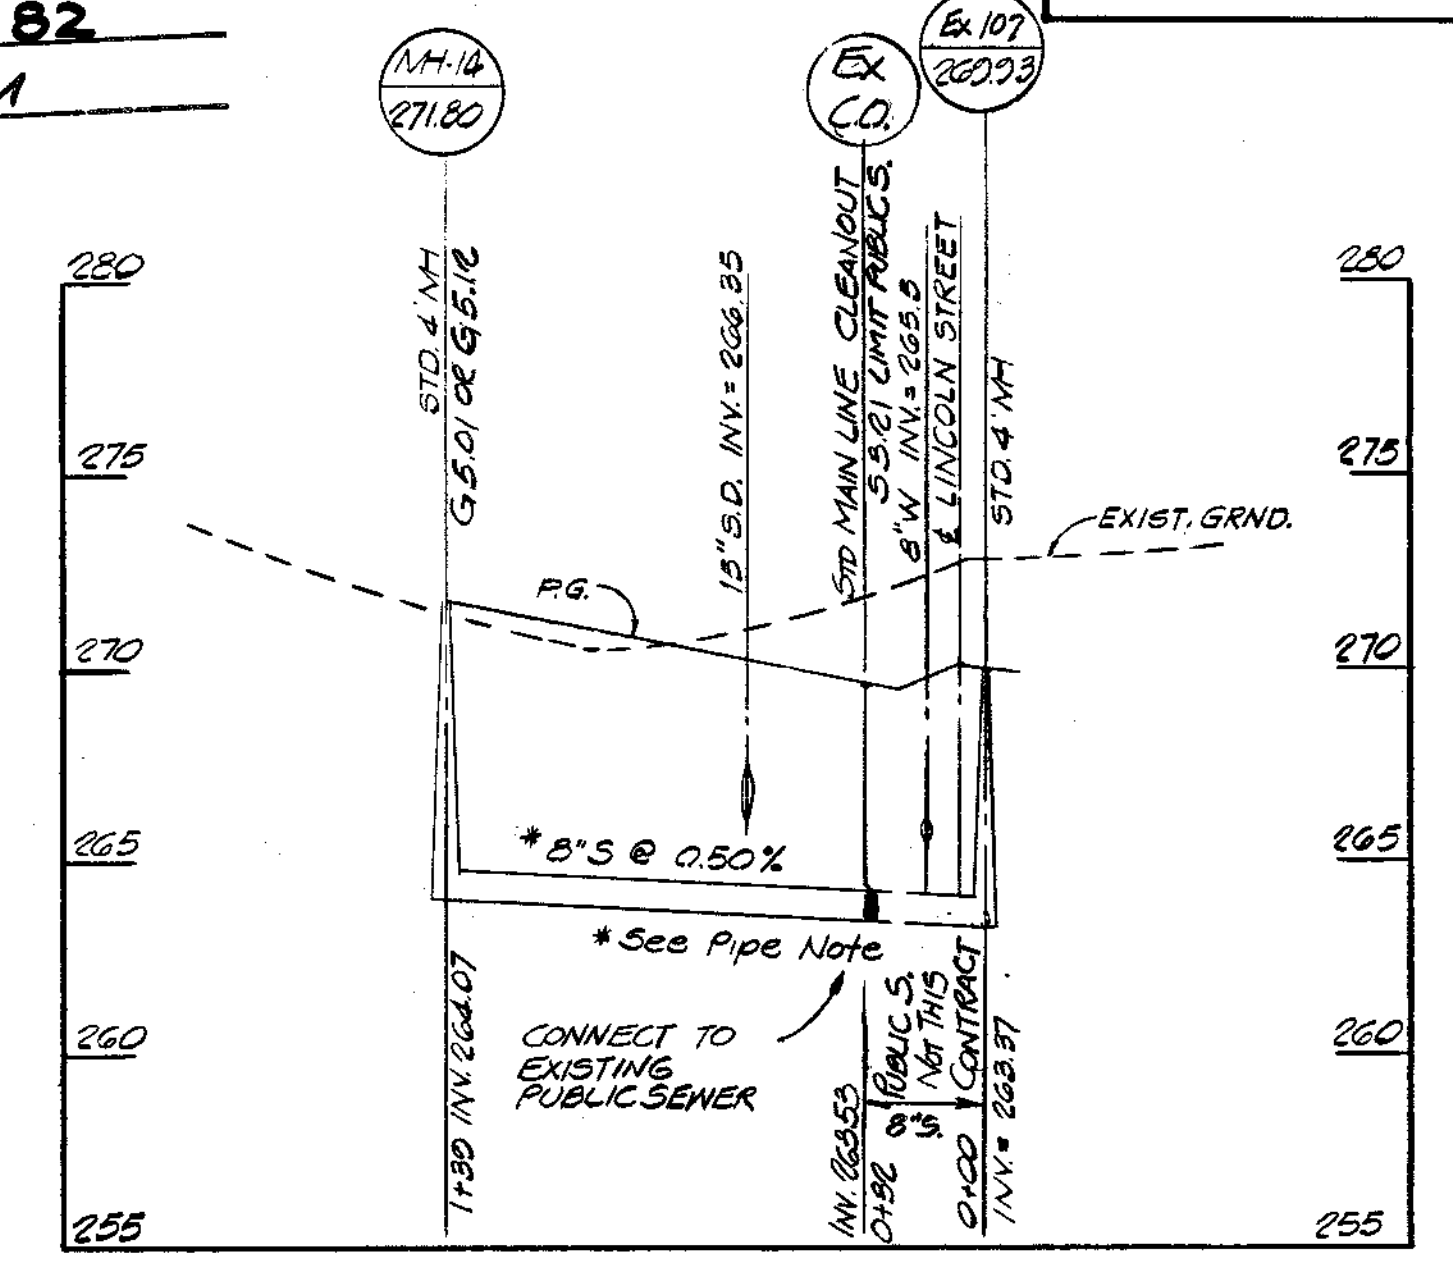 82
MH-14
271.80
Ex
C.O.
Ex 107
269.93
280
275
270
265
260
255
280
275
270
265
260
255
STD. 4' MH
G5.01 OR G5.12
15" S.D. INV. = 266.35
STD MAIN LINE CLEANOUT
S3.21 LIMIT PUBLIC S.
8" W INV. = 265.5
℄ LINCOLN STREET
STD. 4' MH
EXIST. GRND.
P.G.
* 8" S @ 0.50%
* See Pipe Note
CONNECT TO
EXISTING
PUBLIC SEWER
1+39 INV. 264.07
INV. 263.53
0+32
PUBLIC S.
NOT THIS
CONTRACT
8" S.
0+00
INV. = 263.37